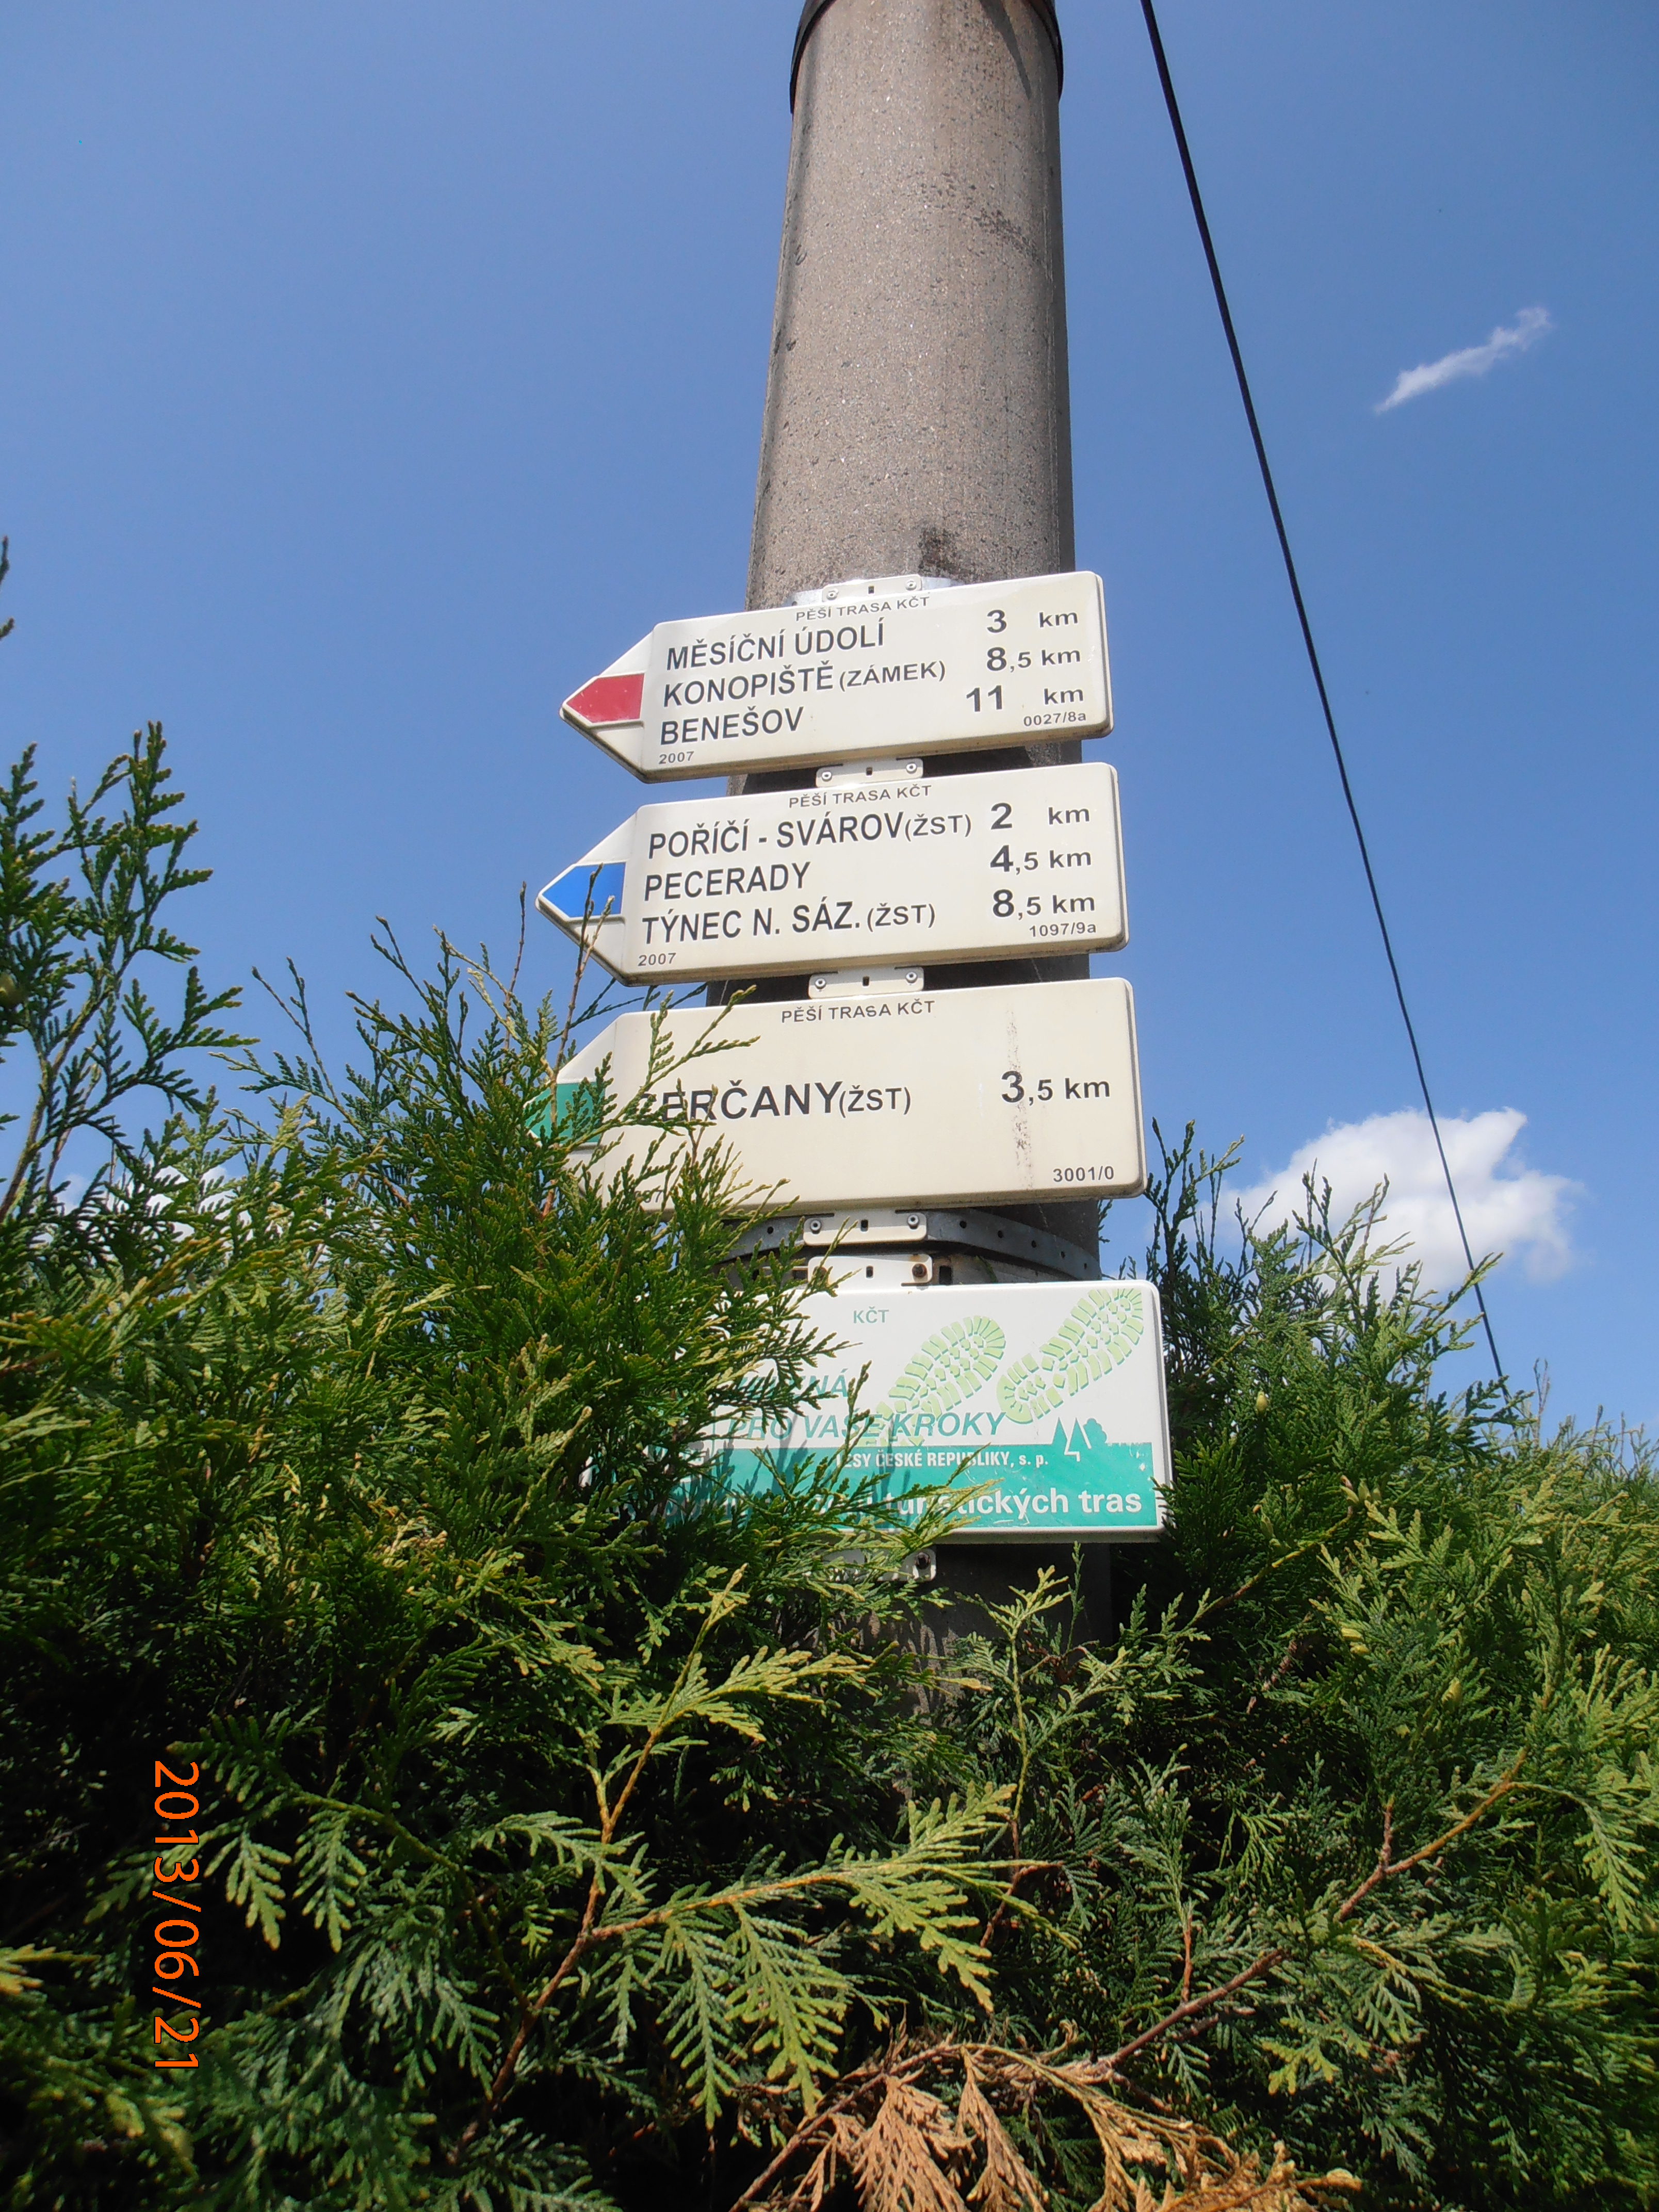 PĚŠÍ TRASA KČT
MĚSÍČNÍ ÚDOLÍ 3 km
KONOPIŠTĚ (ZÁMEK) 8,5 km
BENEŠOV 11 km
2007 0027/8a
PĚŠÍ TRASA KČT
POŘÍČÍ - SVÁROV (ŽST) 2 km
PECERADY 4,5 km
TÝNEC N. SÁZ. (ŽST) 8,5 km
2007 1097/9a
PĚŠÍ TRASA KČT
ČERČANY (ŽST) 3,5 km
3001/0
KČT
PRO VAŠE KROKY
LESY ČESKÉ REPUBLIKY, s. p.
turistických tras
2013/06/21